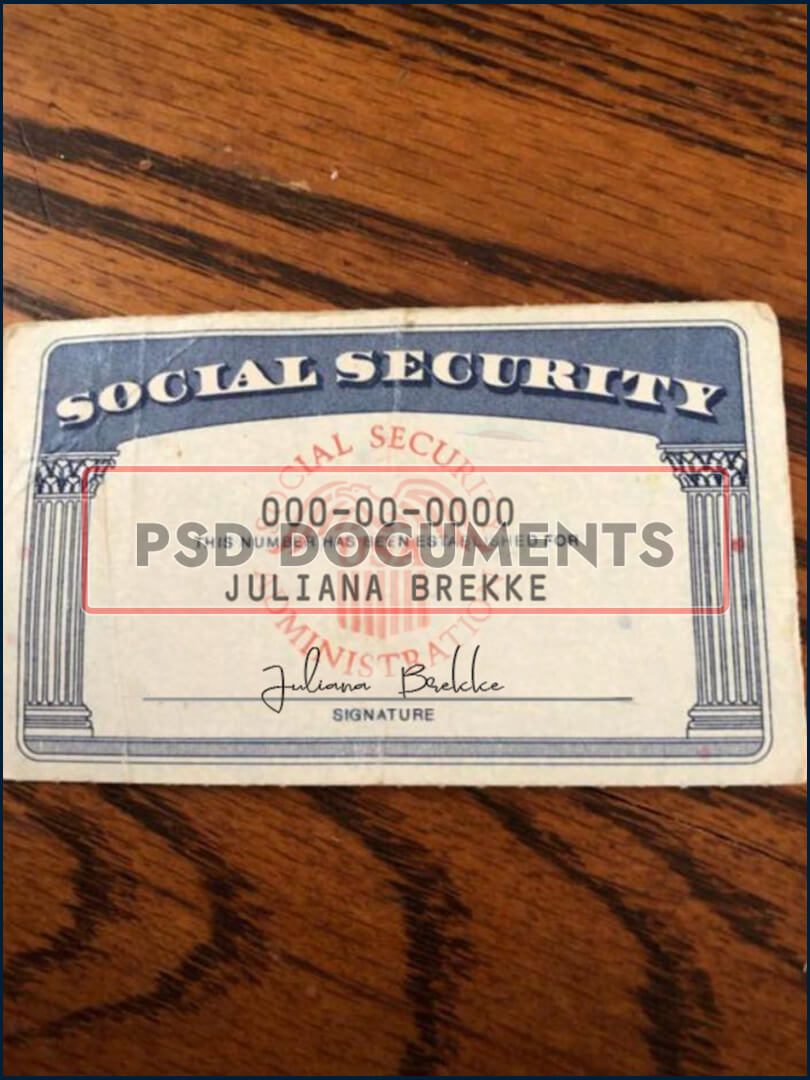 SOCIAL SECURITY
SOCIAL SECURITY
000-00-0000
PSD DOCUMENTS
THIS NUMBER HAS BEEN ESTABLISHED FOR
JULIANA BREKKE
ADMINISTRATION
Juliana Brekke
SIGNATURE